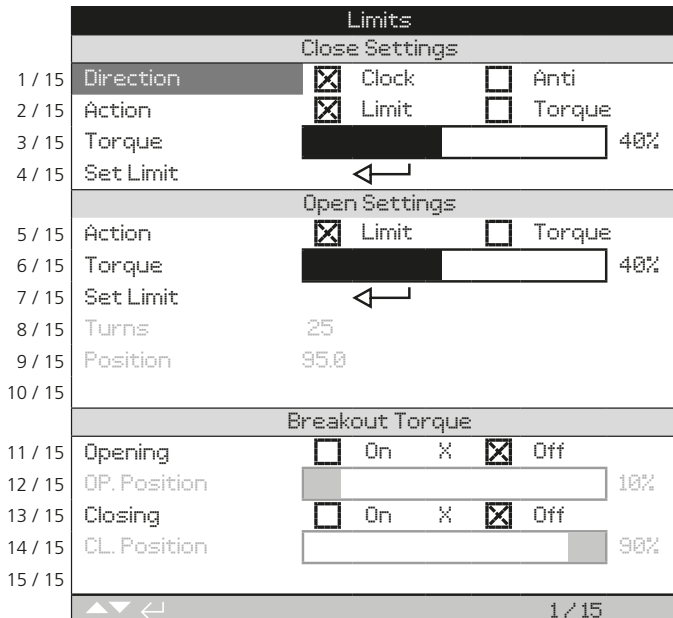 Limits
Close Settings
1 / 15 Direction Clock Anti
2 / 15 Action Limit Torque
3 / 15 Torque 40%
4 / 15 Set Limit
Open Settings
5 / 15 Action Limit Torque
6 / 15 Torque 40%
7 / 15 Set Limit
8 / 15 Turns 25
9 / 15 Position 95.0
10 / 15
Breakout Torque
11 / 15 Opening On X Off
12 / 15 OP. Position 10%
13 / 15 Closing On X Off
14 / 15 CL. Position 90%
15 / 15
1/15